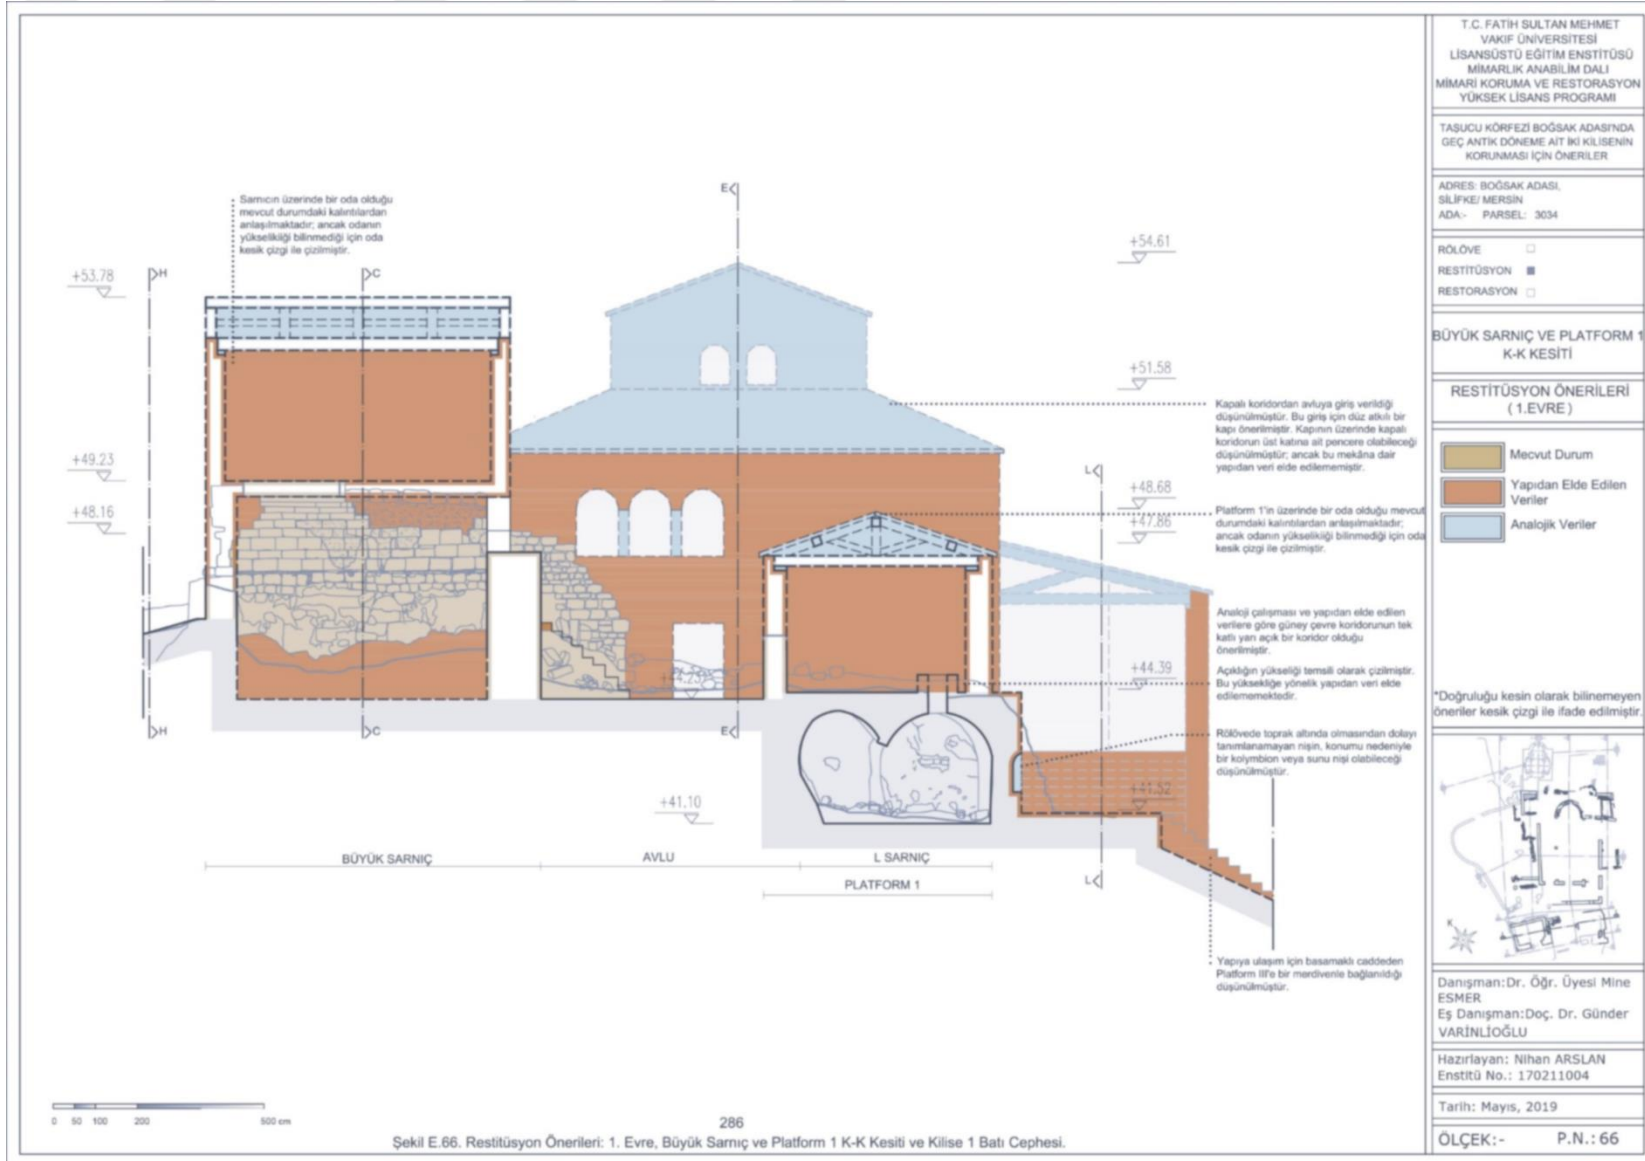 T.C. FATİH SULTAN MEHMET
VAKIF ÜNİVERSİTESİ
LİSANSÜSTÜ EĞİTİM ENSTİTÜSÜ
MİMARLIK ANABİLİM DALI
MİMARİ KORUMA VE RESTORASYON
YÜKSEK LİSANS PROGRAMI
TAŞUCU KÖRFEZİ BOĞSAK ADASI'NDA
GEÇ ANTİK DÖNEME AİT İKİ KİLİSENİN
KORUNMASI İÇİN ÖNERİLER
ADRES: BOĞSAK ADASI,
SİLİFKE/ MERSİN
ADA:- PARSEL: 3034
RÖLÖVE
RESTİTÜSYON
RESTORASYON
BÜYÜK SARNIÇ VE PLATFORM 1
K-K KESİTİ
RESTİTÜSYON ÖNERİLERİ
( 1.EVRE )
Mecvut Durum
Yapıdan Elde Edilen
Veriler
Analojik Veriler
*Doğruluğu kesin olarak bilinemeyen
öneriler kesik çizgi ile ifade edilmiştir.
K
Danışman:Dr. Öğr. Üyesi Mine
ESMER
Eş Danışman:Doç. Dr. Günder
VARİNLİOĞLU
Hazırlayan: Nihan ARSLAN
Enstitü No.: 170211004
Tarih: Mayıs, 2019
ÖLÇEK:- P.N.: 66
Sarnıcın üzerinde bir oda olduğu
mevcut durumdaki kalıntılardan
anlaşılmaktadır; ancak odanın
yüksekliği bilinmediği için oda
kesik çizgi ile çizilmiştir.
E
+54.61
+53.78
H
C
+51.58
Kapalı koridordan avluya giriş verildiği
düşünülmüştür. Bu giriş için düz atkılı bir
kapı önerilmiştir. Kapının üzerinde kapalı
koridorun üst katına ait pencere olabileceği
düşünülmüştür; ancak bu mekâna dair
yapıdan veri elde edilememiştir.
+49.23
L
+48.68
+48.16
+47.86
Platform 1'in üzerinde bir oda olduğu mevcut
durumdaki kalıntılardan anlaşılmaktadır;
ancak odanın yüksekliği bilinmediği için oda
kesik çizgi ile çizilmiştir.
Analoji çalışması ve yapıdan elde edilen
verilere göre güney çevre koridorunun tek
katlı yarı açık bir koridor olduğu
önerilmiştir.
+44.39
+44.23
Açıklığın yüksekliği temsili olarak çizilmiştir.
Bu yüksekliğe yönelik yapıdan veri elde
edilememektedir.
H
C
E
Rölövede toprak altında olmasından dolayı
tanımlanamayan nişin, konumu nedeniyle
bir kolymbion veya sunu nişi olabileceği
düşünülmüştür.
+41.52
+41.10
BÜYÜK SARNIÇ
AVLU
L SARNIÇ
PLATFORM 1
L
Yapıya ulaşım için basamaklı caddeden
Platform III'e bir merdivenle bağlanıldığı
düşünülmüştür.
0 50 100 200 500 cm
286
Şekil E.66. Restitüsyon Önerileri: 1. Evre, Büyük Sarnıç ve Platform 1 K-K Kesiti ve Kilise 1 Batı Cephesi.